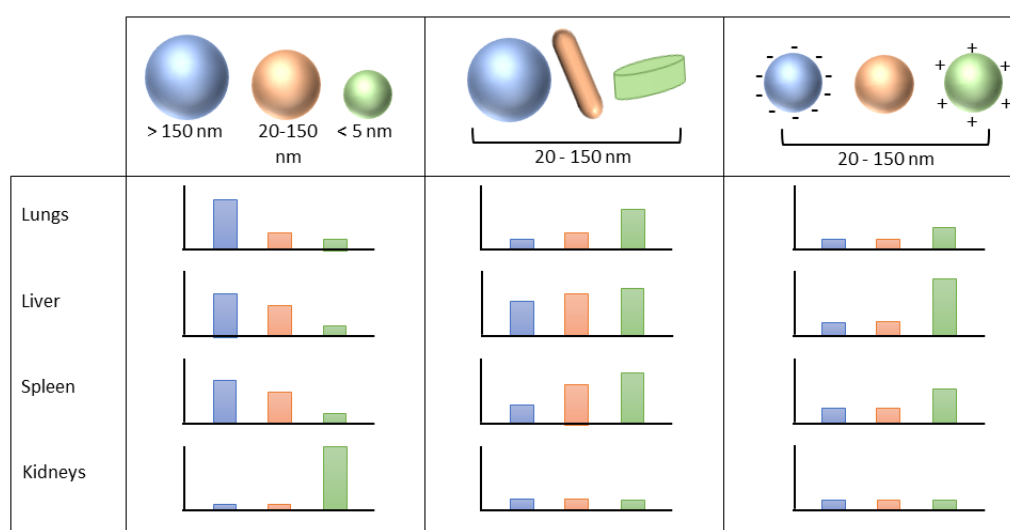 > 150 nm
20-150
nm
< 5 nm
20 - 150 nm
- - - - - - - - -
+ + + + + +
20 - 150 nm
Lungs
Liver
Spleen
Kidneys